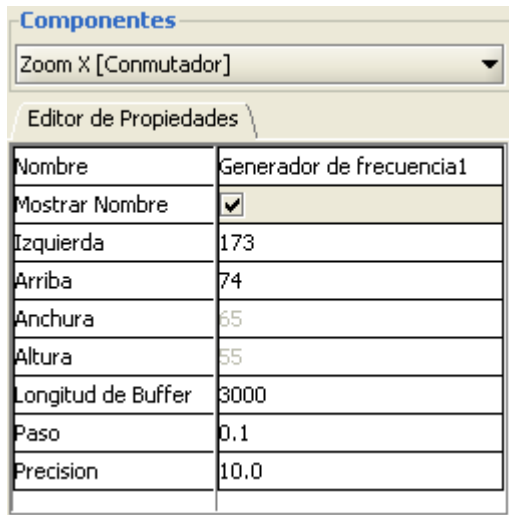 Componentes
Zoom X [Conmutador]
Editor de Propiedades
Nombre Generador de frecuencia1
Mostrar Nombre
Izquierda 173
Arriba 74
Anchura 65
Altura 55
Longitud de Buffer 3000
Paso 0.1
Precision 10.0